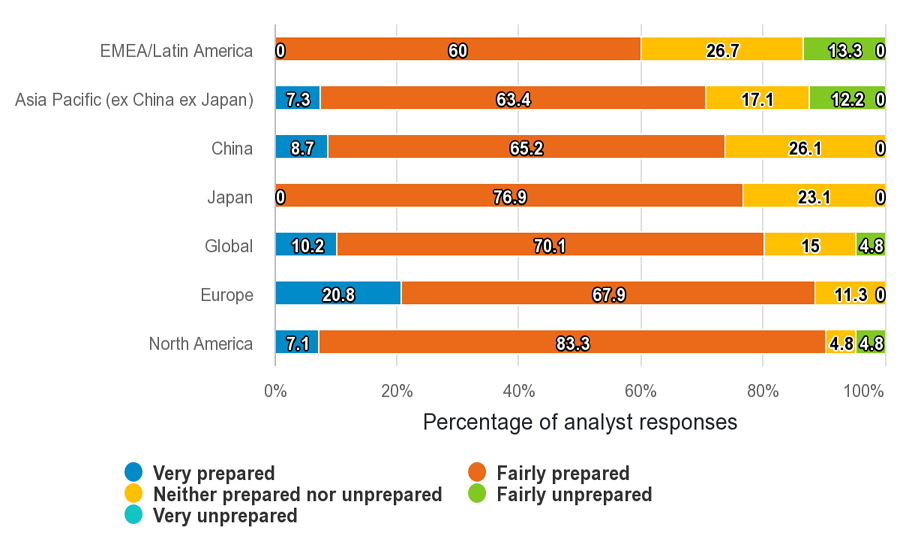 EMEA/Latin America 0 60 26.7 13.3 0
Asia Pacific (ex China ex Japan) 7.3 63.4 17.1 12.2 0
China 8.7 65.2 26.1 0
Japan 0 76.9 23.1 0
Global 10.2 70.1 15 4.8
Europe 20.8 67.9 11.3 0
North America 7.1 83.3 4.8 4.8
0% 20% 40% 60% 80% 100%
Percentage of analyst responses
Very prepared Fairly prepared
Neither prepared nor unprepared Fairly unprepared
Very unprepared